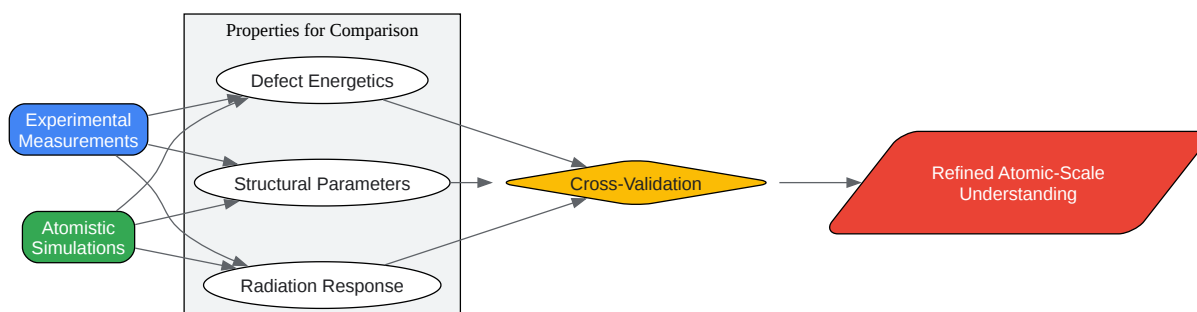 Properties for Comparison
Defect Energetics
Experimental
Measurements
Structural Parameters
Cross-Validation
Refined Atomic-Scale
Understanding
Atomistic
Simulations
Radiation Response